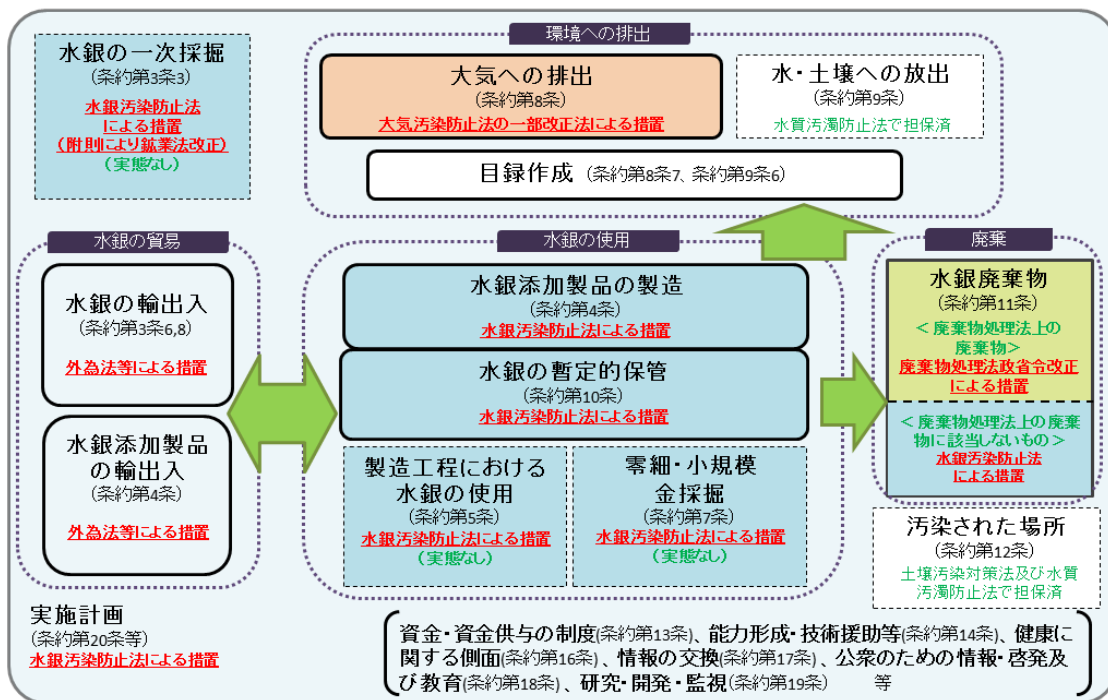 水銀の一次採掘
(条約第3条3)
水銀汚染防止法
による措置
(附則により鉱業法改正)
(実態なし)
環境への排出
大気への排出
(条約第8条)
大気汚染防止法の一部改正法による措置
水・土壌への放出
(条約第9条)
水質汚濁防止法で担保済
目録作成 (条約第8条7、条約第9条6)
水銀の貿易
水銀の輸出入
(条約第3条6,8)
外為法等による措置
水銀添加製品
の輸出入
(条約第4条)
外為法等による措置
水銀の使用
水銀添加製品の製造
(条約第4条)
水銀汚染防止法による措置
水銀の暫定的保管
(条約第10条)
水銀汚染防止法による措置
製造工程における
水銀の使用
(条約第5条)
水銀汚染防止法による措置
(実態なし)
零細・小規模
金採掘
(条約第7条)
水銀汚染防止法による措置
(実態なし)
廃棄
水銀廃棄物
(条約第11条)
<廃棄物処理法上の
廃棄物>
廃棄物処理法政省令改正
による措置
<廃棄物処理法上の廃棄
物に該当しないもの>
水銀汚染防止法
による措置
汚染された場所
(条約第12条)
土壌汚染対策法及び水質
汚濁防止法で担保済
実施計画
(条約第20条等)
水銀汚染防止法による措置
資金・資金供与の制度(条約第13条)、能力形成・技術援助等(条約第14条)、健康に
関する側面(条約第16条)、情報の交換(条約第17条)、公衆のための情報・啓発及
び教育(条約第18条)、研究・開発・監視(条約第19条) 等